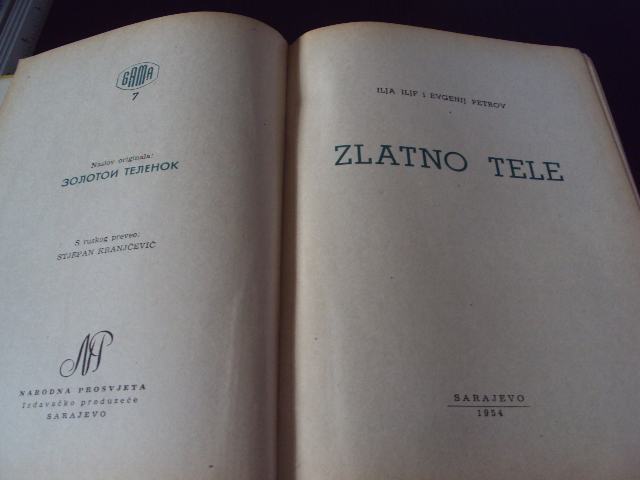 GAMA
7
Naslov originala:
ЗОЛОТОИ ТЕЛЕНОК
S ruskog preveo:
STJEPAN KRANJČEVIĆ
NP
NARODNA PROSVJETA
Izdavačko preduzeće
SARAJEVO
ILJA ILJF i EVGENIJ PETROV
ZLATNO TELE
SARAJEVO
1954